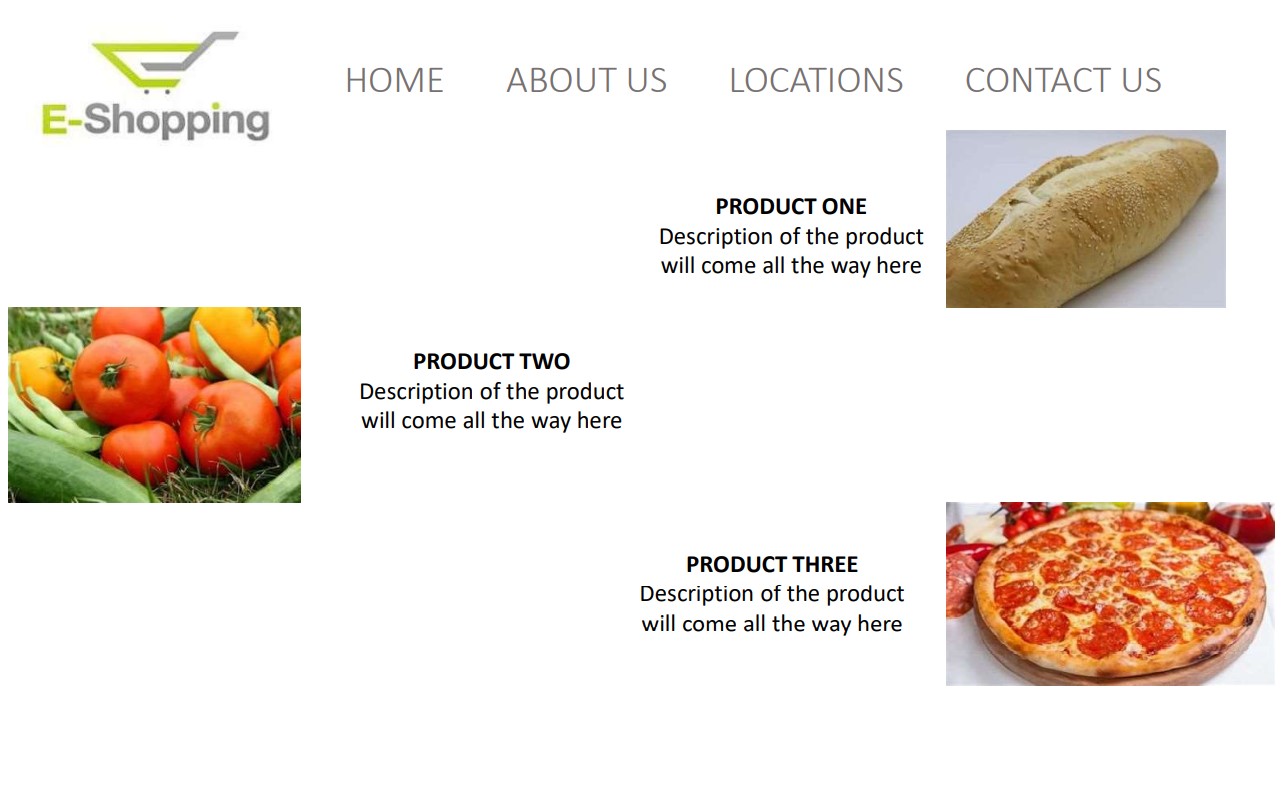 E-Shopping
HOME ABOUT US LOCATIONS CONTACT US
PRODUCT ONE
Description of the product
will come all the way here
PRODUCT TWO
Description of the product
will come all the way here
PRODUCT THREE
Description of the product
will come all the way here